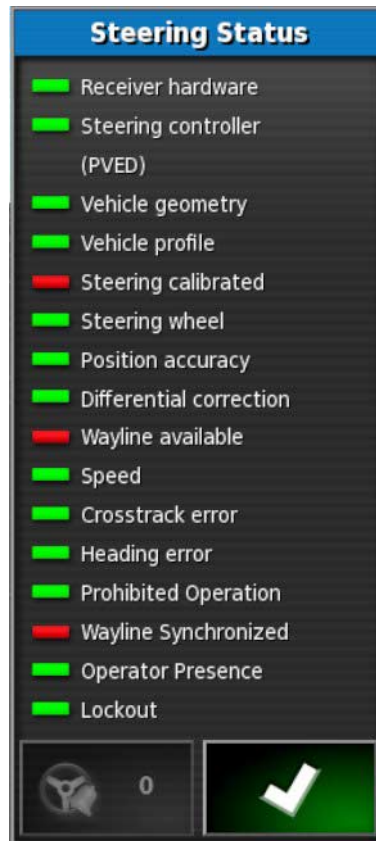 Steering Status
Receiver hardware
Steering controller
(PVED)
Vehicle geometry
Vehicle profile
Steering calibrated
Steering wheel
Position accuracy
Differential correction
Wayline available
Speed
Crosstrack error
Heading error
Prohibited Operation
Wayline Synchronized
Operator Presence
Lockout
0